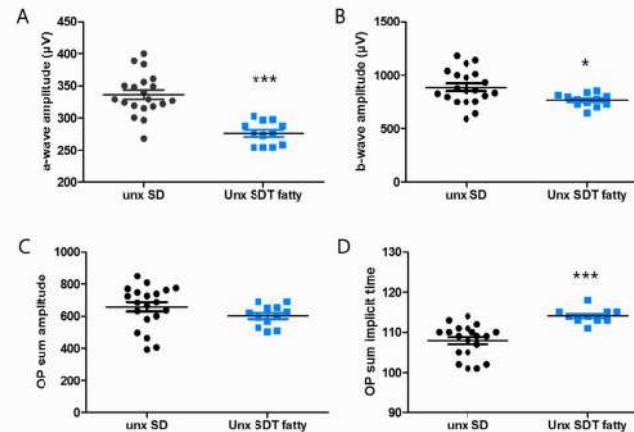 A
a-wave amplitude (µV)
400
350
300
250
200
***
unx SD
Unx SDT fatty
B
b-wave amplitude (µV)
1500
1000
500
0
*
unx SD
Unx SDT fatty
C
OP sum amplitude
1000
800
600
400
200
0
unx SD
Unx SDT fatty
D
OP sum implicit time
130
120
110
100
90
***
unx SD
Unx SDT fatty